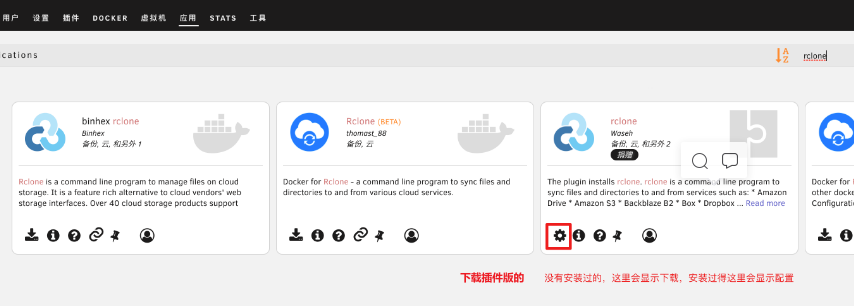 用户 设置 插件 DOCKER 虚拟机 应用 STATS 工具
cations
A
Z
rclone
binhex rclone
Binhex
备份, 云, 和另外 1
Rclone is a command line program to manage files on cloud
storage. It is a feature rich alternative to cloud vendors' web
storage interfaces. Over 40 cloud storage products support
Rclone (BETA)
thomast_88
备份, 云
Docker for Rclone - a command line program to sync files and
directories to and from various cloud services.
rclone
Waseh
备份, 云, 和另外 2
捐赠
The plugin installs rclone, rclone is a command line program to
sync files and directories to and from services such as: * Amazon
Drive * Amazon S3 * Backblaze B2 * Box * Dropbox ... Read more
Docker for
other dock
Configuratio
下载插件版的 没有安装过的，这里会显示下载，安装过得这里会显示配置